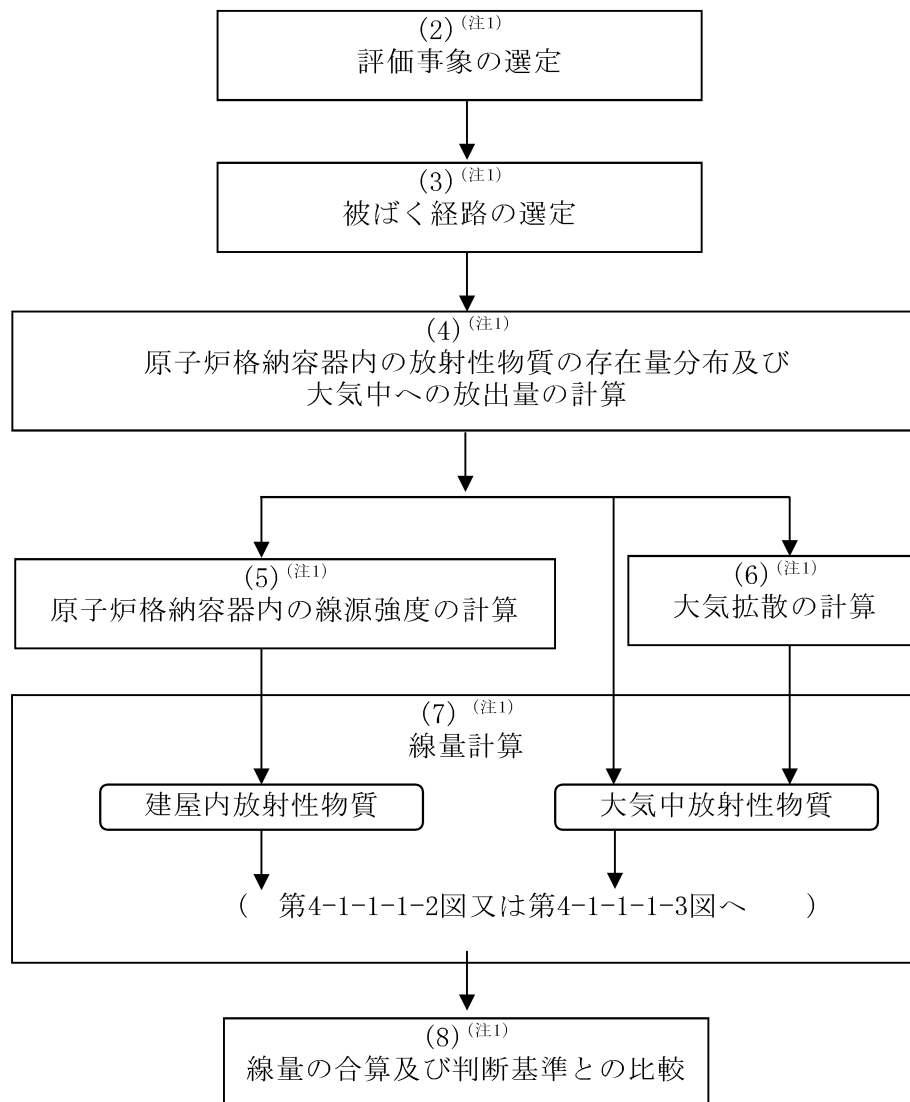 (2)(注1)
評価事象の選定
(3)(注1)
被ばく経路の選定
(4)(注1)
原子炉格納容器内の放射性物質の存在量分布及び
大気中への放出量の計算
(5)(注1)
原子炉格納容器内の線源強度の計算
(6)(注1)
大気拡散の計算
(7) (注1)
線量計算
建屋内放射性物質
大気中放射性物質
( 第4-1-1-1-2図又は第4-1-1-1-3図へ )
(8)(注1)
線量の合算及び判断基準との比較